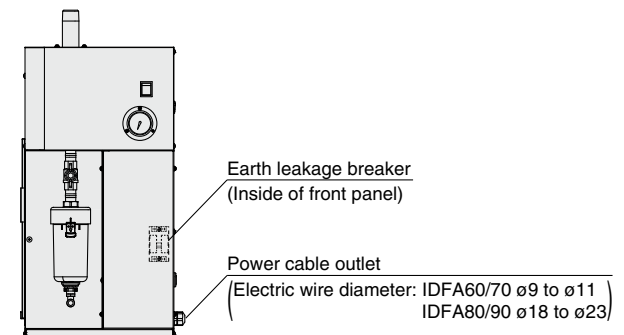 Earth leakage breaker
(Inside of front panel)
Power cable outlet
(Electric wire diameter: IDFA60/70 ø9 to ø11
IDFA80/90 ø18 to ø23)